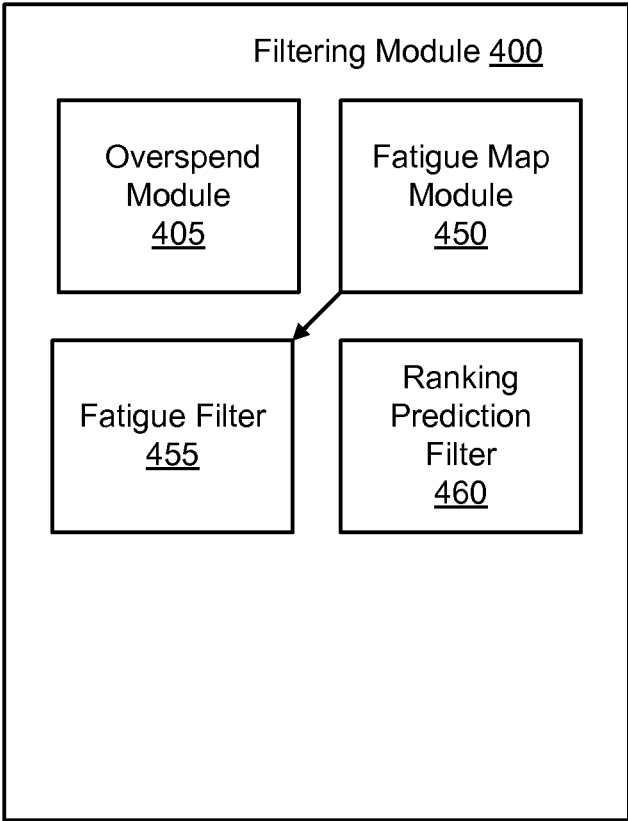 Filtering Module 400
Overspend
Module
405
Fatigue Map
Module
450
Fatigue Filter
455
Ranking
Prediction
Filter
460